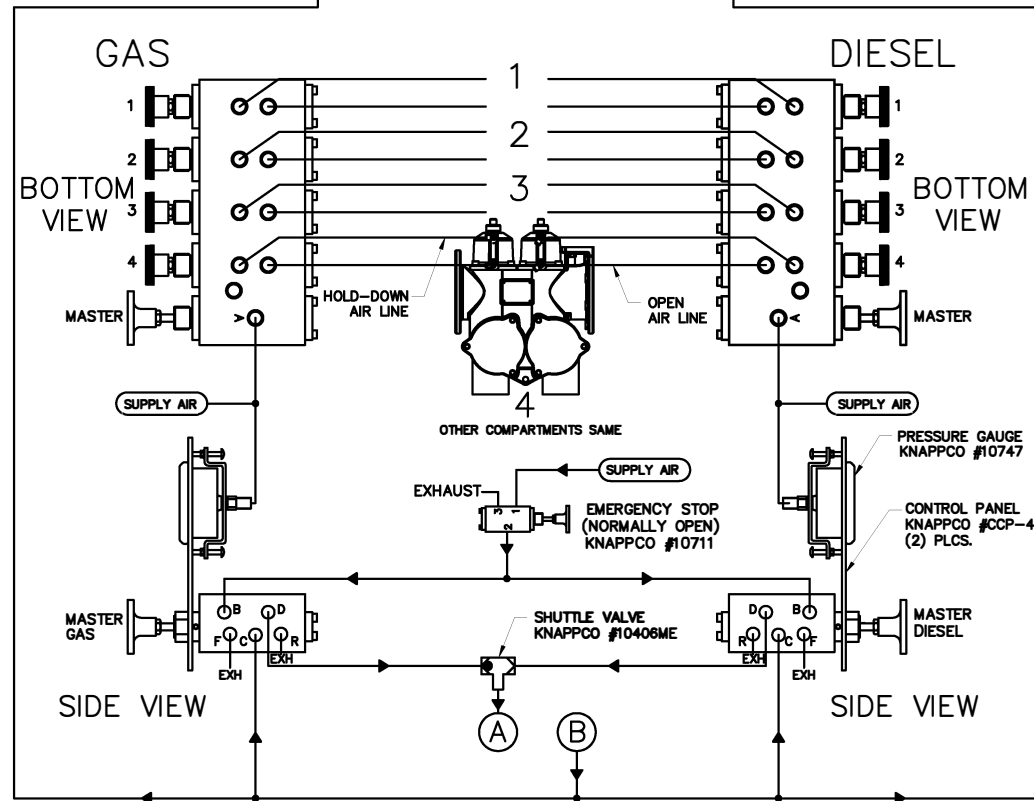 GAS
DIESEL
1
2
3
1
2
3
4
BOTTOM
VIEW
MASTER
A
1
2
3
4
BOTTOM
VIEW
MASTER
A
HOLD-DOWN
AIR LINE
OPEN
AIR LINE
4
OTHER COMPARTMENTS SAME
SUPPLY AIR
SUPPLY AIR
PRESSURE GAUGE
KNAPPCO #10747
CONTROL PANEL
KNAPPCO #CCP-4
(2) PLCS.
SUPPLY AIR
EXHAUST
3
1
2
EMERGENCY STOP
(NORMALLY OPEN)
KNAPPCO #10711
MASTER
GAS
B
D
F
C
R
EXH
EXH
SHUTTLE VALVE
KNAPPCO #10406ME
D
B
R
C
F
EXH
EXH
MASTER
DIESEL
SIDE VIEW
SIDE VIEW
A
B